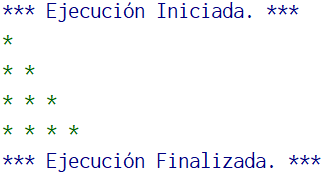 *** Ejecución Iniciada. ***
*
* *
* * *
* * * *
*** Ejecución Finalizada. ***